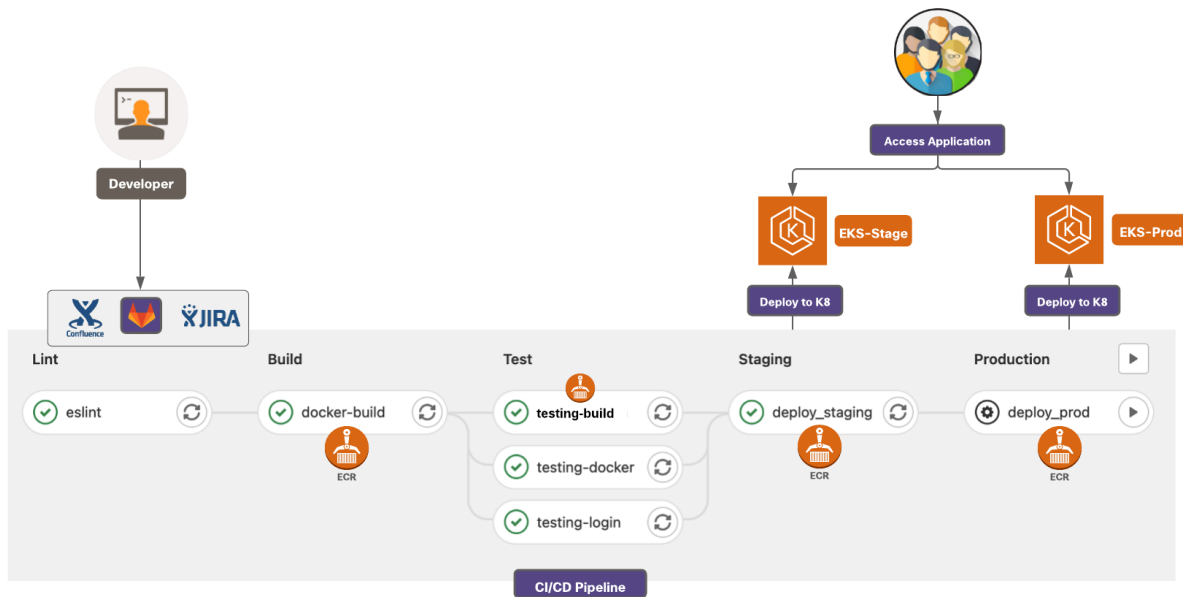 Access Application
Developer
EKS-Stage
EKS-Prod
Deploy to K8
Deploy to K8
Confluence
JIRA
Lint
Build
Test
Staging
Production
eslint
docker-build
testing-build
deploy_staging
deploy_prod
ECR
testing-docker
ECR
ECR
testing-login
CI/CD Pipeline